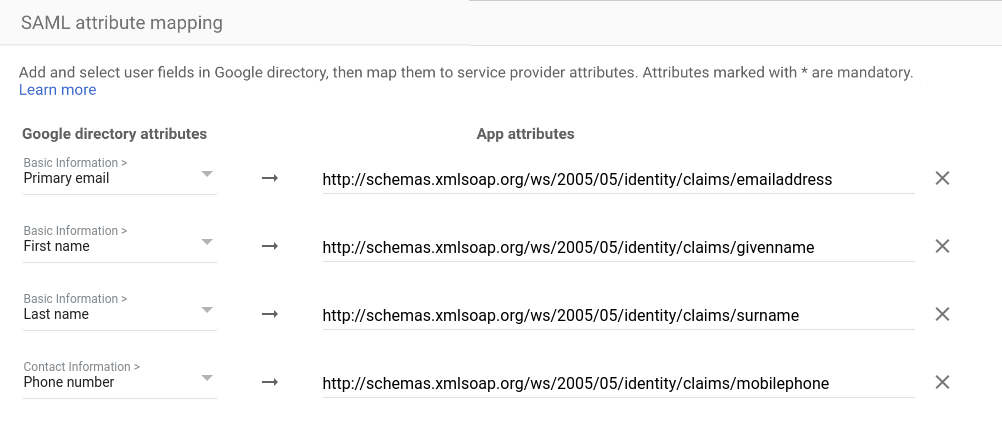 SAML attribute mapping
Add and select user fields in Google directory, then map them to service provider attributes. Attributes marked with * are mandatory.
Learn more
Google directory attributes App attributes
Basic Information >
Primary email → http://schemas.xmlsoap.org/ws/2005/05/identity/claims/emailaddress
Basic Information >
First name → http://schemas.xmlsoap.org/ws/2005/05/identity/claims/givenname
Basic Information >
Last name → http://schemas.xmlsoap.org/ws/2005/05/identity/claims/surname
Contact Information >
Phone number → http://schemas.xmlsoap.org/ws/2005/05/identity/claims/mobilephone